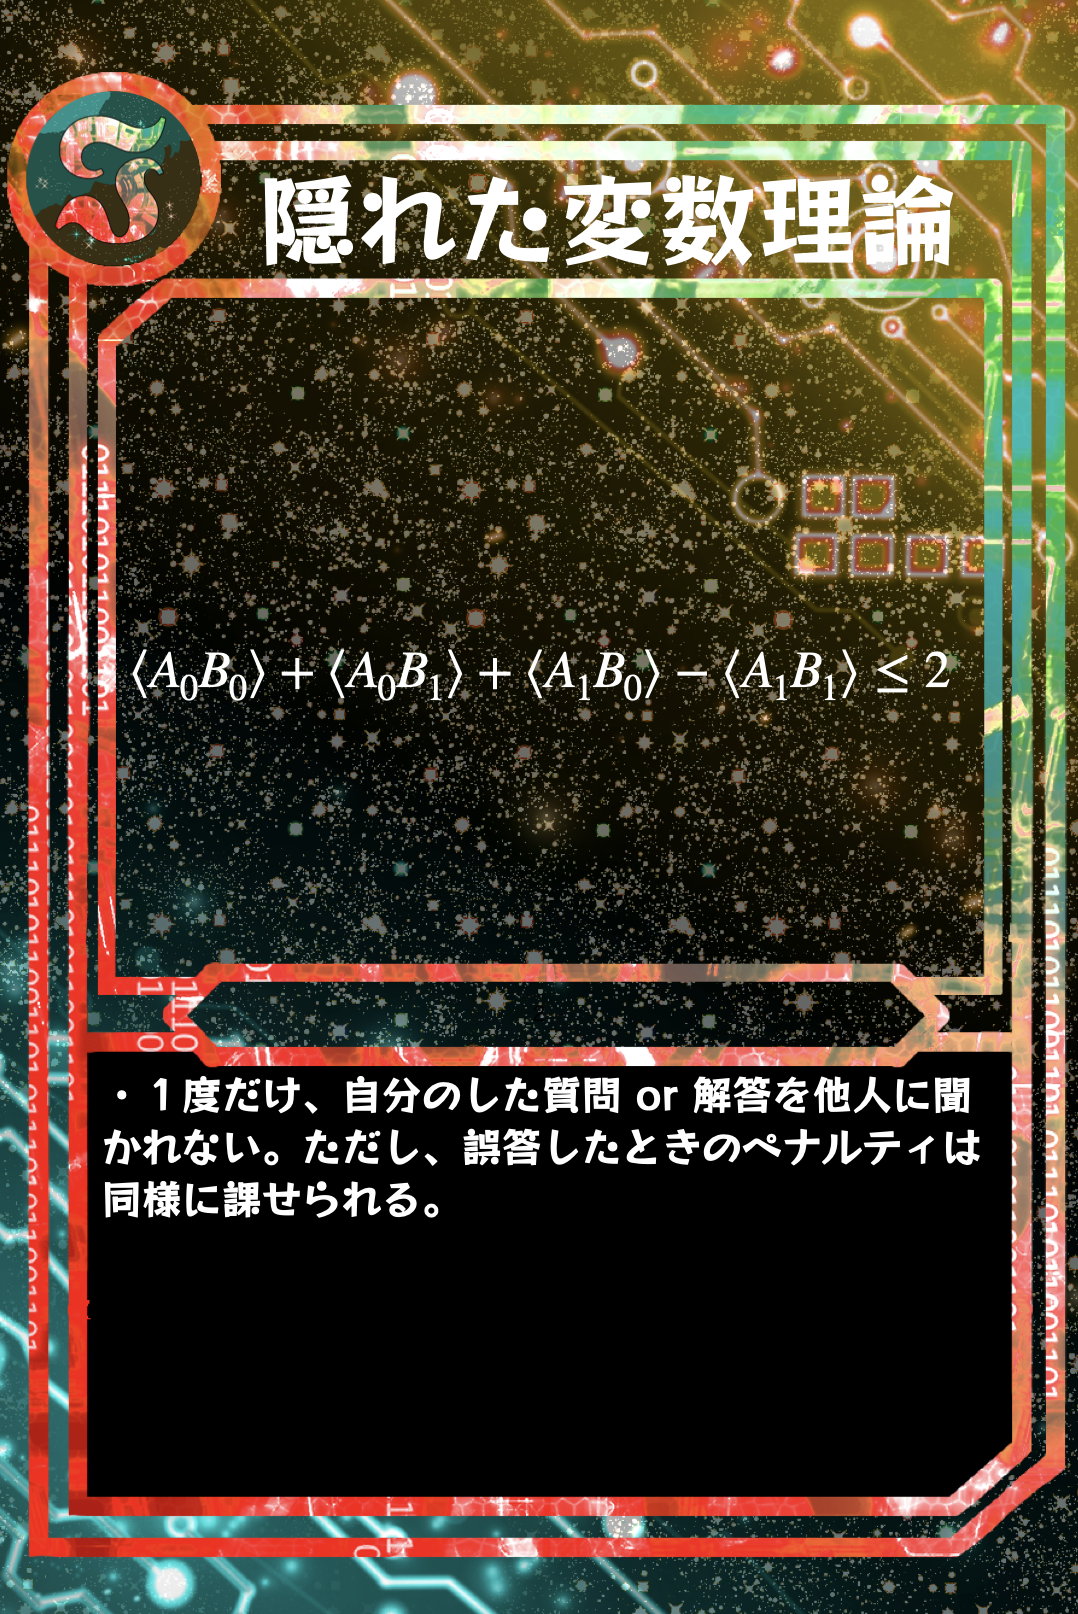 隠れた変数理論
⟨A₀B₀⟩ + ⟨A₀B₁⟩ + ⟨A₁B₀⟩ − ⟨A₁B₁⟩ ≤ 2
・１度だけ、自分のした質問 or 解答を他人に聞
かれない。ただし、誤答したときのペナルティは
同様に課せられる。